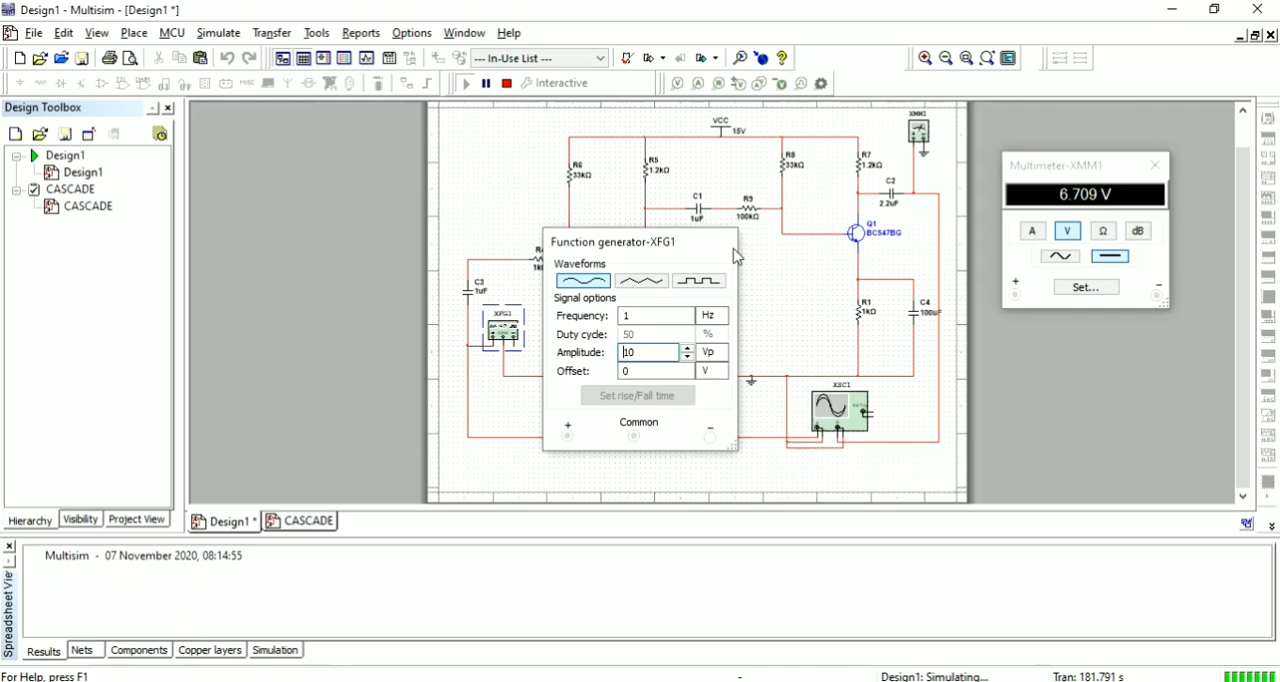 Design1 - Multisim - [Design1 *]
File Edit View Place MCU Simulate Transfer Tools Reports Options Window Help
--- In-Use List ---
Interactive
Design Toolbox
Design1
Design1
CASCADE
CASCADE
Hierarchy Visibility Project View
VCC
15V
XMM1
R6
33kΩ
R5
1.2kΩ
R8
33kΩ
R7
1.2kΩ
C2
2.2uF
C1
1uF
R9
100kΩ
Q1
BC547BG
C3
1uF
XFG1
R1
1kΩ
C4
100uF
XSC1
Function generator-XFG1
Waveforms
Signal options
Frequency: 1 Hz
Duty cycle: 50 %
Amplitude: 10 Vp
Offset: 0 V
Set rise/Fall time
+ Common -
Multimeter-XMM1
6.709 V
A V Ω dB
+ Set... -
Design1 * CASCADE
Multisim - 07 November 2020, 08:14:55
Spreadsheet Vie
Results Nets Components Copper layers Simulation
For Help, press F1 - Design1: Simulating... Tran: 181.791 s